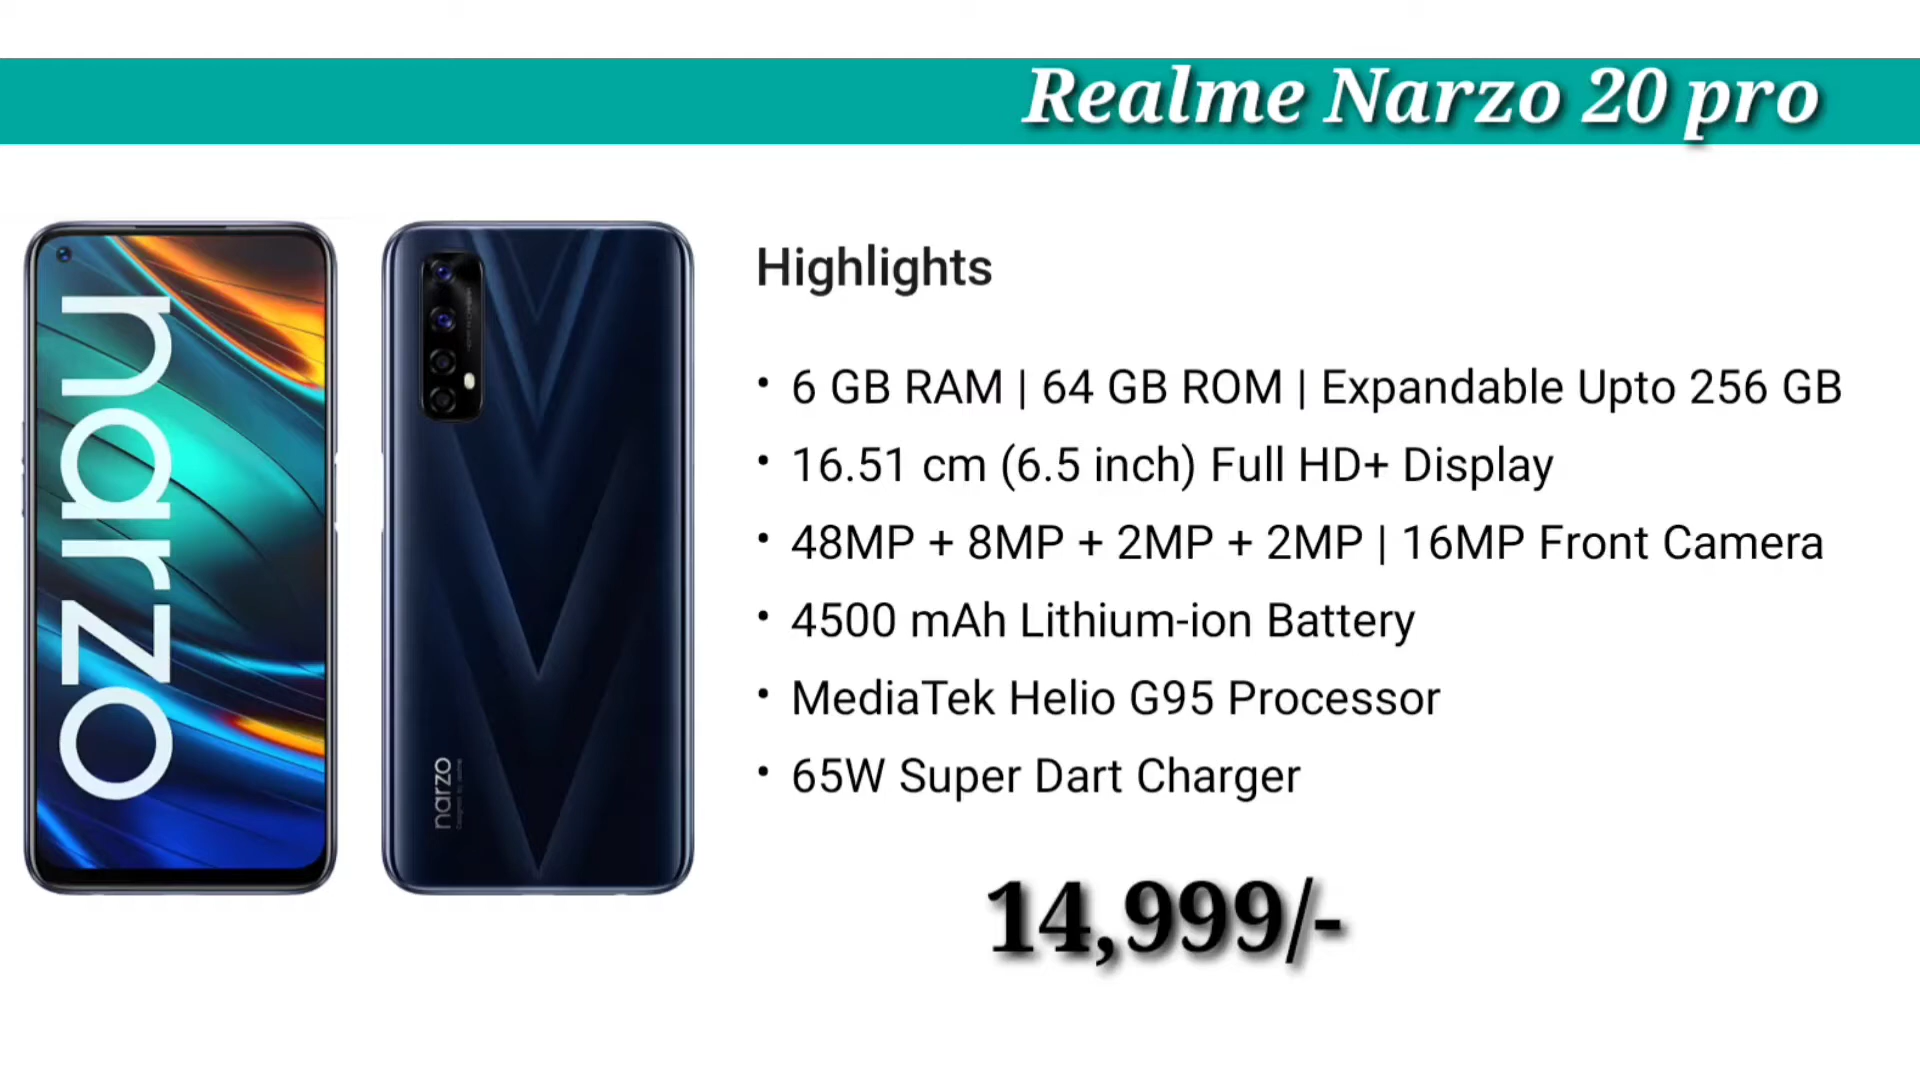 Realme Narzo 20 pro
narzo
narzo
Highlights
• 6 GB RAM | 64 GB ROM | Expandable Upto 256 GB
• 16.51 cm (6.5 inch) Full HD+ Display
• 48MP + 8MP + 2MP + 2MP | 16MP Front Camera
• 4500 mAh Lithium-ion Battery
• MediaTek Helio G95 Processor
• 65W Super Dart Charger
14,999/-